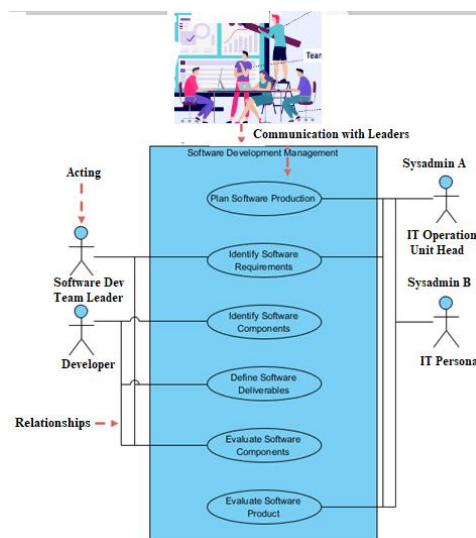 Team
Communication with Leaders
Software Development Management
Sysadmin A
Acting
Plan Software Production
IT Operation
Unit Head
Identify Software
Requirements
Software Dev
Team Leader
Sysadmin B
Identify Software
Components
Developer
IT Persona
Define Software
Deliverables
Relationships
Evaluate Software
Components
Evaluate Software
Product